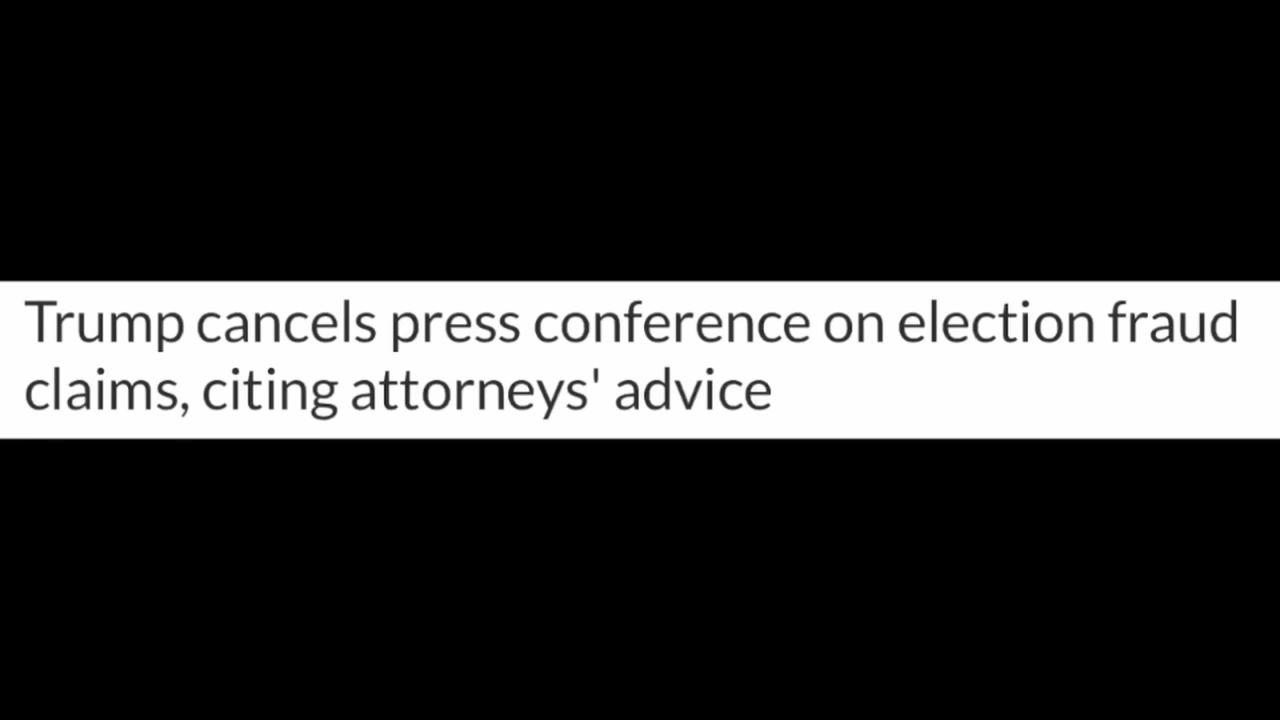 Trump cancels press conference on election fraud
claims, citing attorneys' advice